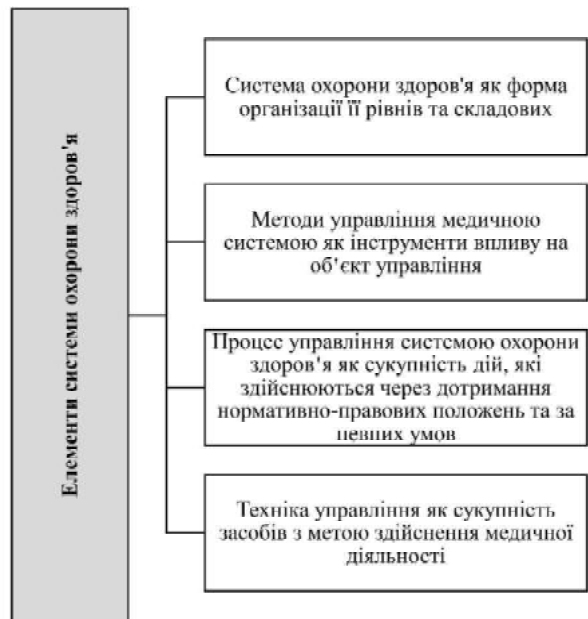 Елементи системи охорони здоров'я
Система охорони здоров'я як форма
організації її рівнів та складових
Методи управління медичною
системою як інструменти впливу на
об'єкт управління
Процес управління системою охорони
здоров'я як сукупність дій, які
здійснюються через дотримання
нормативно-правових положень та за
певних умов
Техніка управління як сукупність
засобів з метою здійснення медичної
діяльності